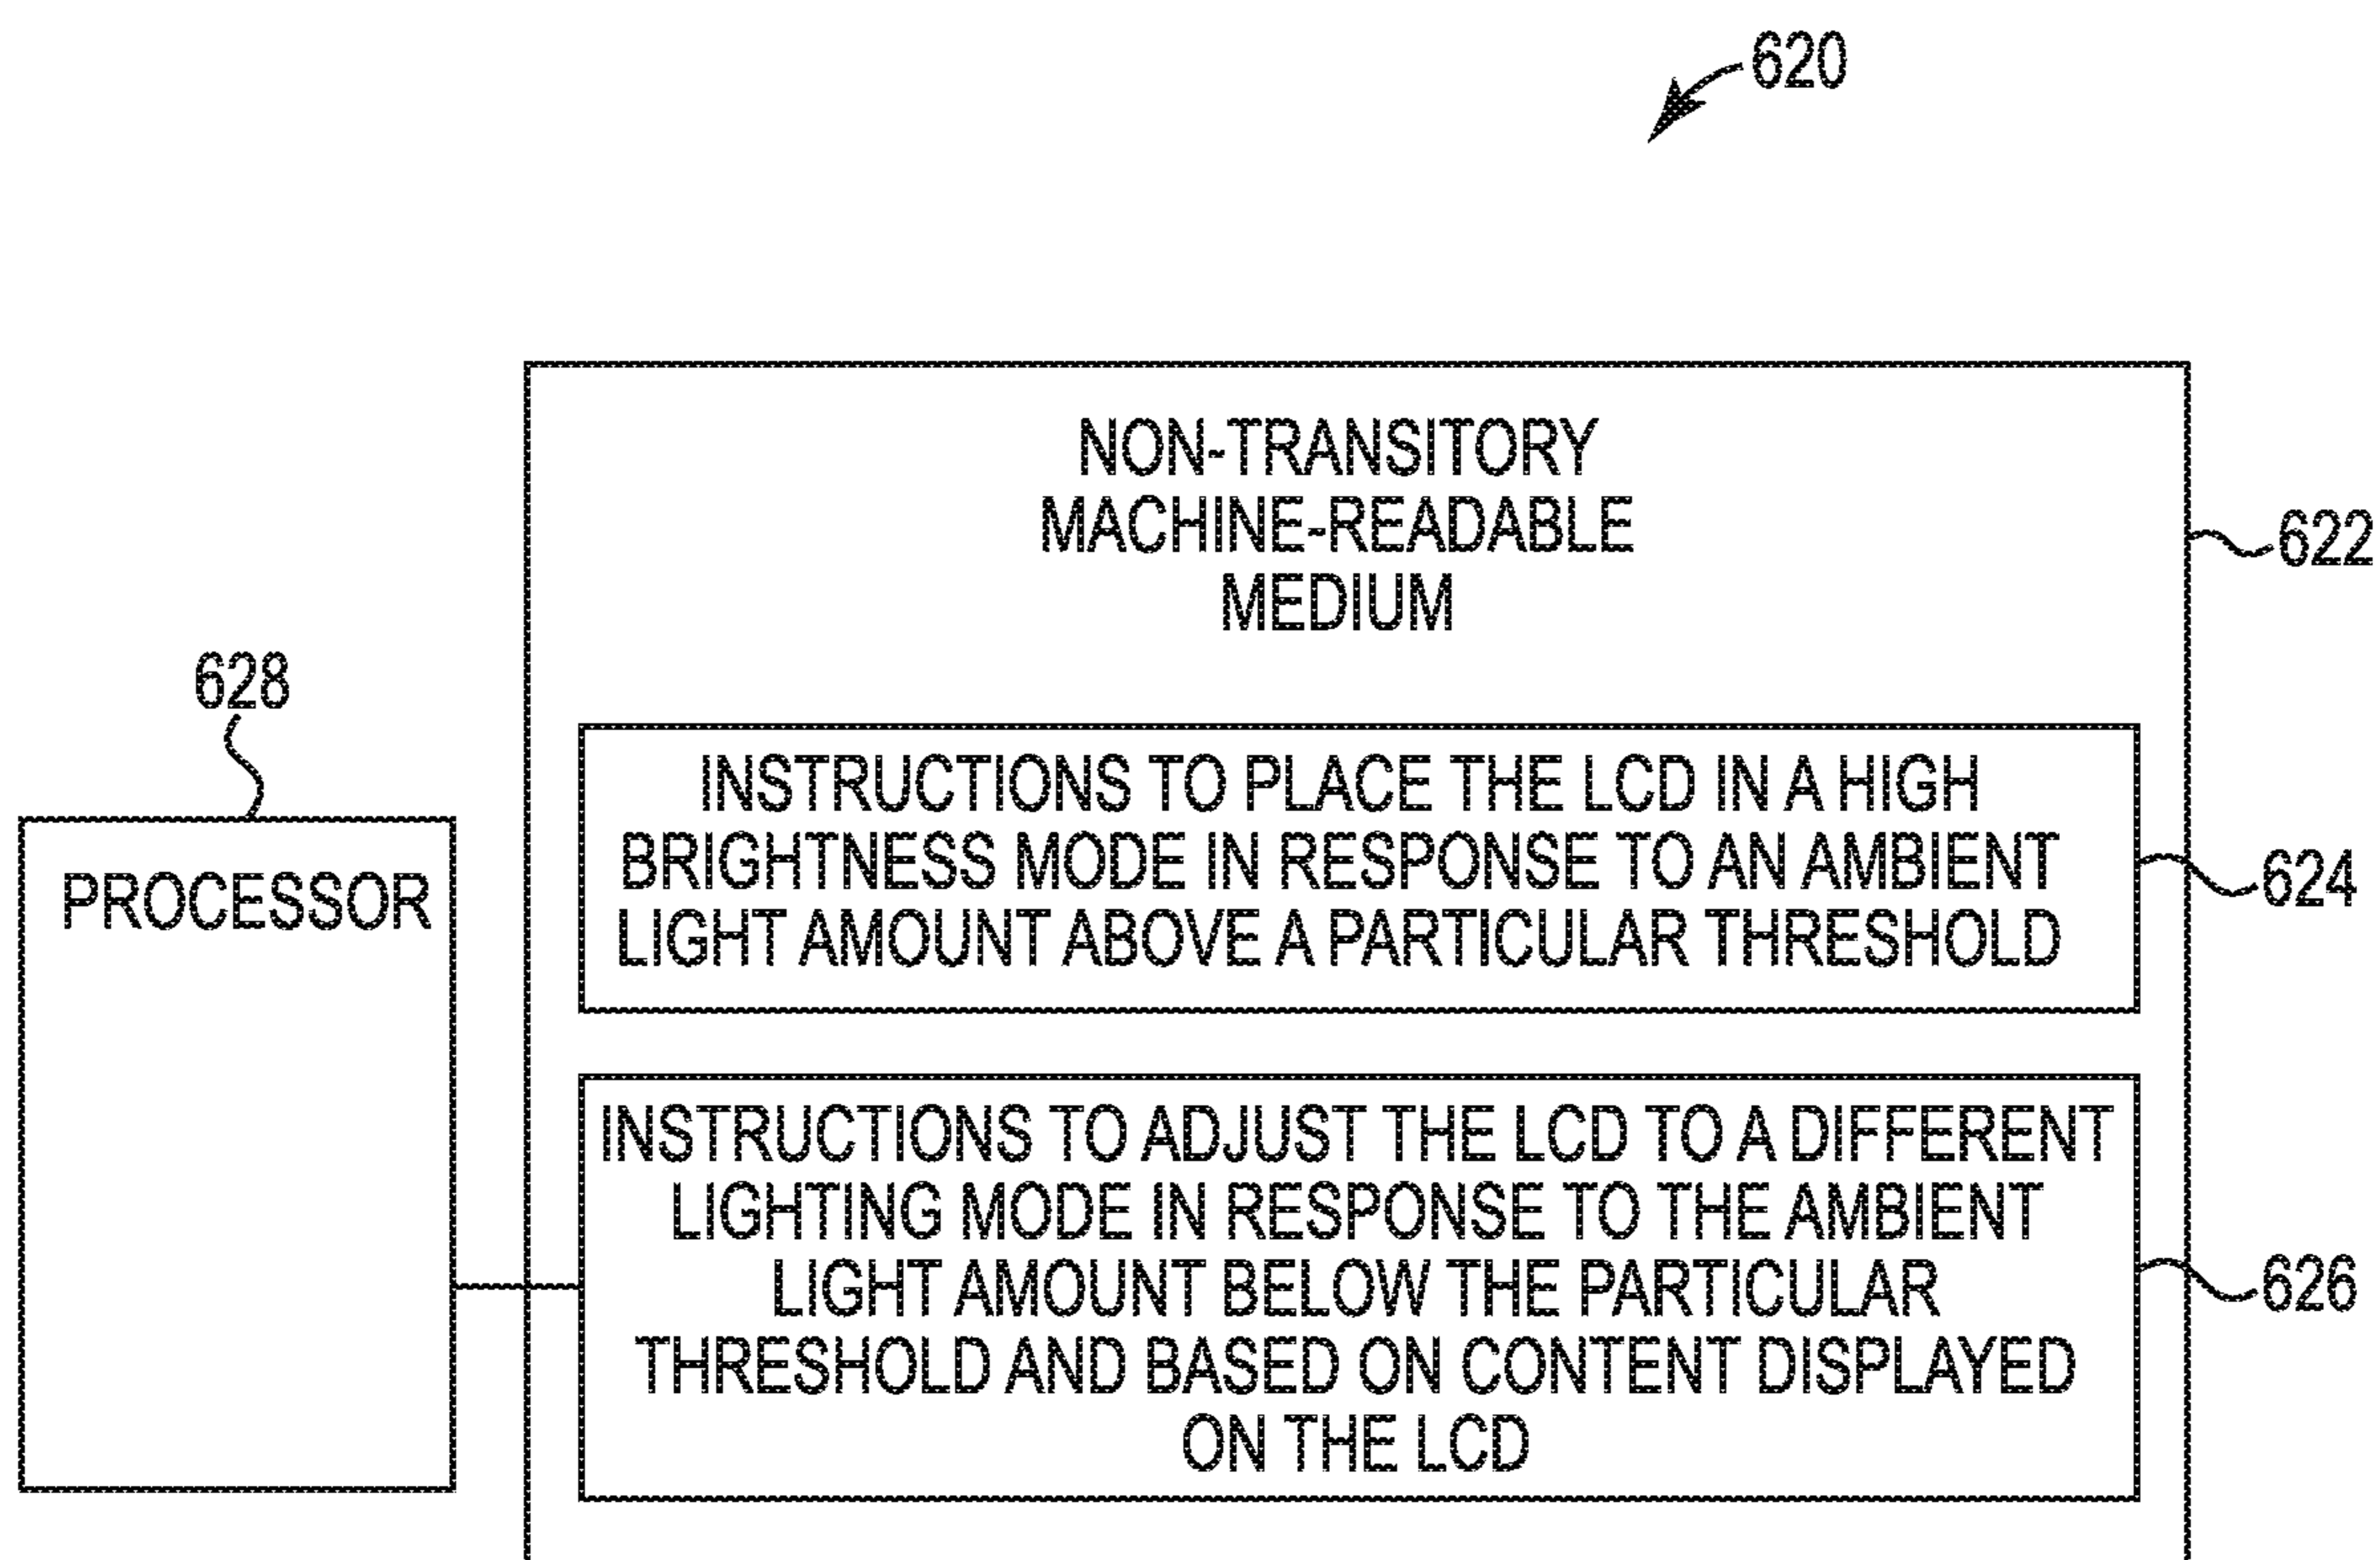 620
NON-TRANSITORY
MACHINE-READABLE
MEDIUM
622
628
PROCESSOR
INSTRUCTIONS TO PLACE THE LCD IN A HIGH
BRIGHTNESS MODE IN RESPONSE TO AN AMBIENT
LIGHT AMOUNT ABOVE A PARTICULAR THRESHOLD
624
INSTRUCTIONS TO ADJUST THE LCD TO A DIFFERENT
LIGHTING MODE IN RESPONSE TO THE AMBIENT
LIGHT AMOUNT BELOW THE PARTICULAR
THRESHOLD AND BASED ON CONTENT DISPLAYED
ON THE LCD
626